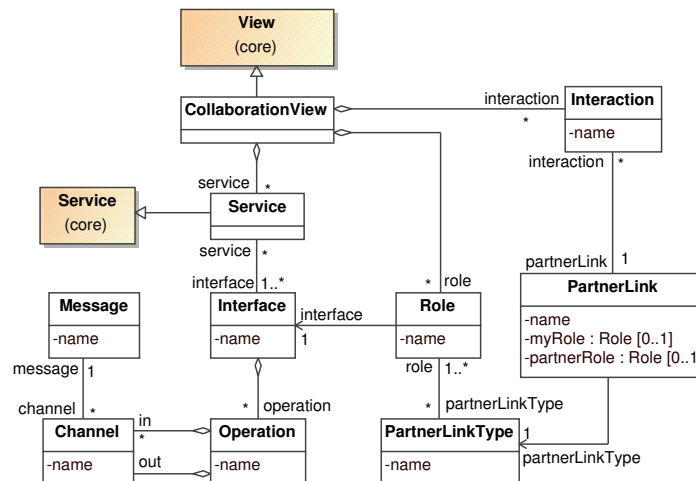 View
(core)
CollaborationView
interaction
*
Interaction
-name
interaction
*
service
*
Service
(core)
Service
service
*
interface
1..*
*
role
partnerLink
1
PartnerLink
-name
-myRole : Role [0..1]
-partnerRole : Role [0..1
Message
-name
Interface
-name
interface
1
Role
-name
message
1
role
1..*
channel
*
*
operation
*
partnerLinkType
Channel
-name
in
*
out
Operation
-name
PartnerLinkType
-name
1
partnerLinkType